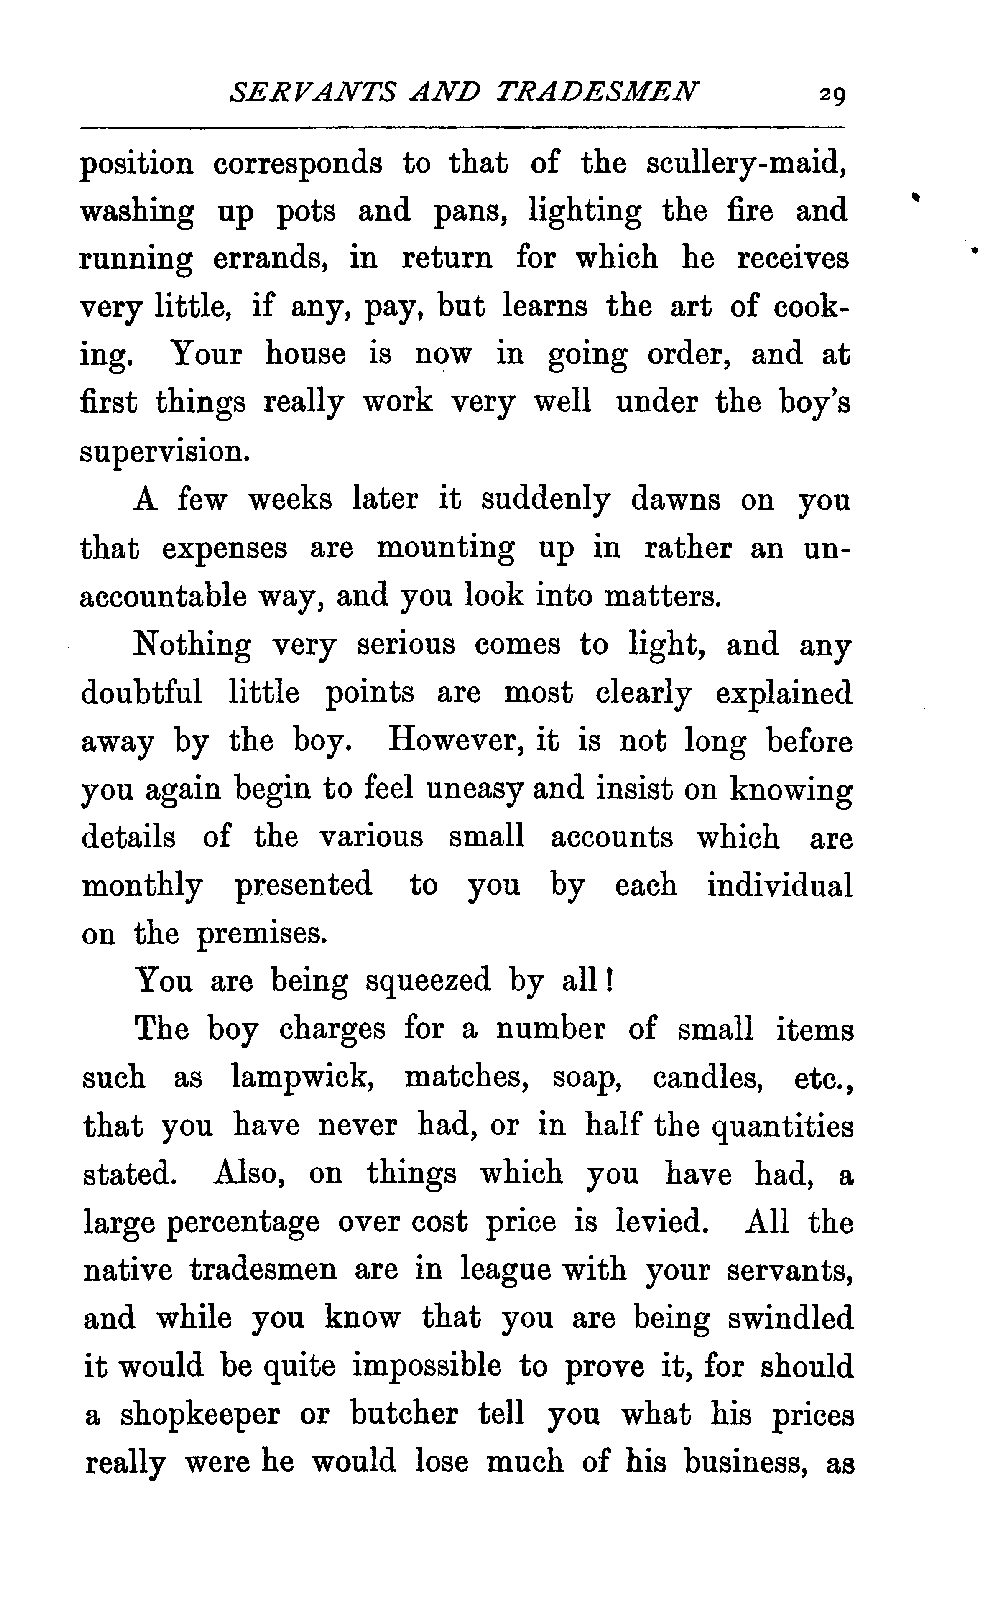 SERVANTS AND TRADESMEN 29
position corresponds to that of the scullery-maid,
washing up pots and pans, lighting the fire and
running errands, in return for which he receives
very little, if any, pay, but learns the art of cook-
ing. Your house is now in going order, and at
first things really work very well under the boy's
supervision.
A few weeks later it suddenly dawns on you
that expenses are mounting up in rather an un-
accountable way, and you look into matters.
Nothing very serious comes to light, and any
doubtful little points are most clearly explained
away by the boy. However, it is not long before
you again begin to feel uneasy and insist on knowing
details of the various small accounts which are
monthly presented to you by each individual
on the premises.
You are being squeezed by all!
The boy charges for a number of small items
such as lampwick, matches, soap, candles, etc.,
that you have never had, or in half the quantities
stated. Also, on things which you have had, a
large percentage over cost price is levied. All the
native tradesmen are in league with your servants,
and while you know that you are being swindled
it would be quite impossible to prove it, for should
a shopkeeper or butcher tell you what his prices
really were he would lose much of his business, as